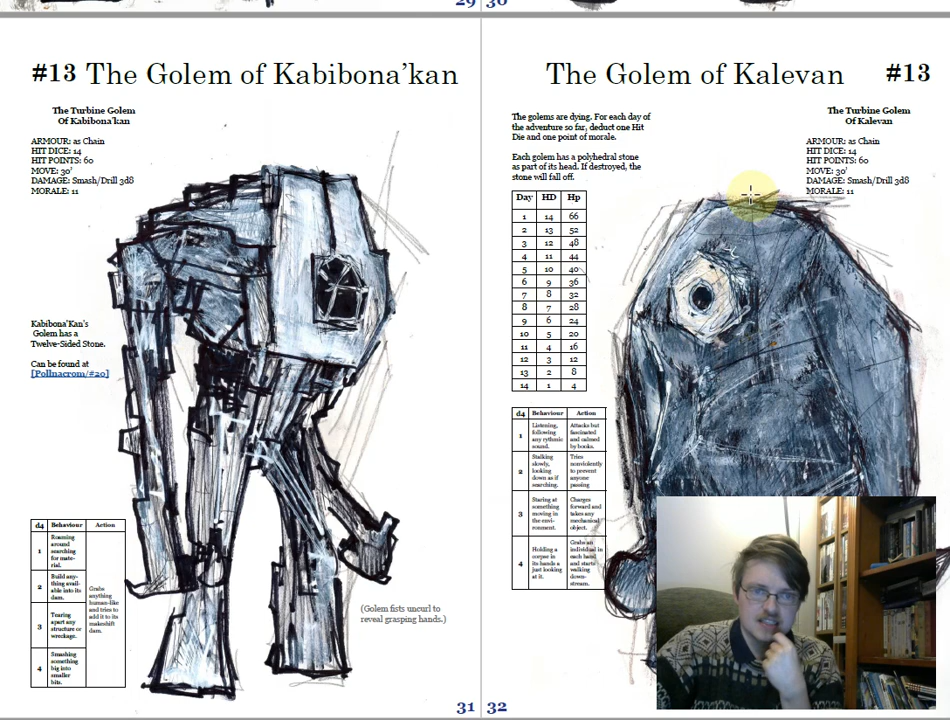 29
30
#13 The Golem of Kabibona'kan
The Turbine Golem
Of Kabibona'kan
ARMOUR: as Chain
HIT DICE: 14
HIT POINTS: 60
MOVE: 30'
DAMAGE: Smash/Drill 3d8
MORALE: 11
Kabibona'Kan's
Golem has a
Twelve-Sided Stone.
Can be found at
[Pollnacrom/#20]
d4 Behaviour Action
1 Roaming
around
searching
for mate-
rial.
2 Build any-
thing avail-
able into its
dam.
3 Tearing
apart any
structure or
wreckage.
4 Smashing
something
big into
smaller
bits.
Grabs
anything
human-like
and tries to
add it to its
makeshift
dam.
(Golem fists uncurl to
reveal grasping hands.)
31
The Golem of Kalevan #13
The golems are dying. For each day of
the adventure so far, deduct one Hit
Die and one point of morale.
Each golem has a polyhedral stone
as part of its head. If destroyed, the
stone will fall off.
The Turbine Golem
Of Kalevan
ARMOUR: as Chain
HIT DICE: 14
HIT POINTS: 60
MOVE: 30'
DAMAGE: Smash/Drill 3d8
MORALE: 11
Day HD Hp
1 14 66
2 13 52
3 12 48
4 11 44
5 10 40
6 9 36
7 8 32
8 7 28
9 6 24
10 5 20
11 4 16
12 3 12
13 2 8
14 1 4
d4 Behaviour Action
1 Listening,
following
any rythmic
sound.
Attacks but
fascinated
and calmed
by books.
2 Stalking
slowly,
looking
down as if
searching.
Tries
nonviolently
to prevent
anyone
passing
3 Staring at
something
moving in
the envi-
ronment.
Charges
forward and
takes any
mechanical
object.
4 Holding a
corpse in
its hands a
just looking
at it.
Grabs an
individual in
each hand
and starts
walking
down-
stream.
32